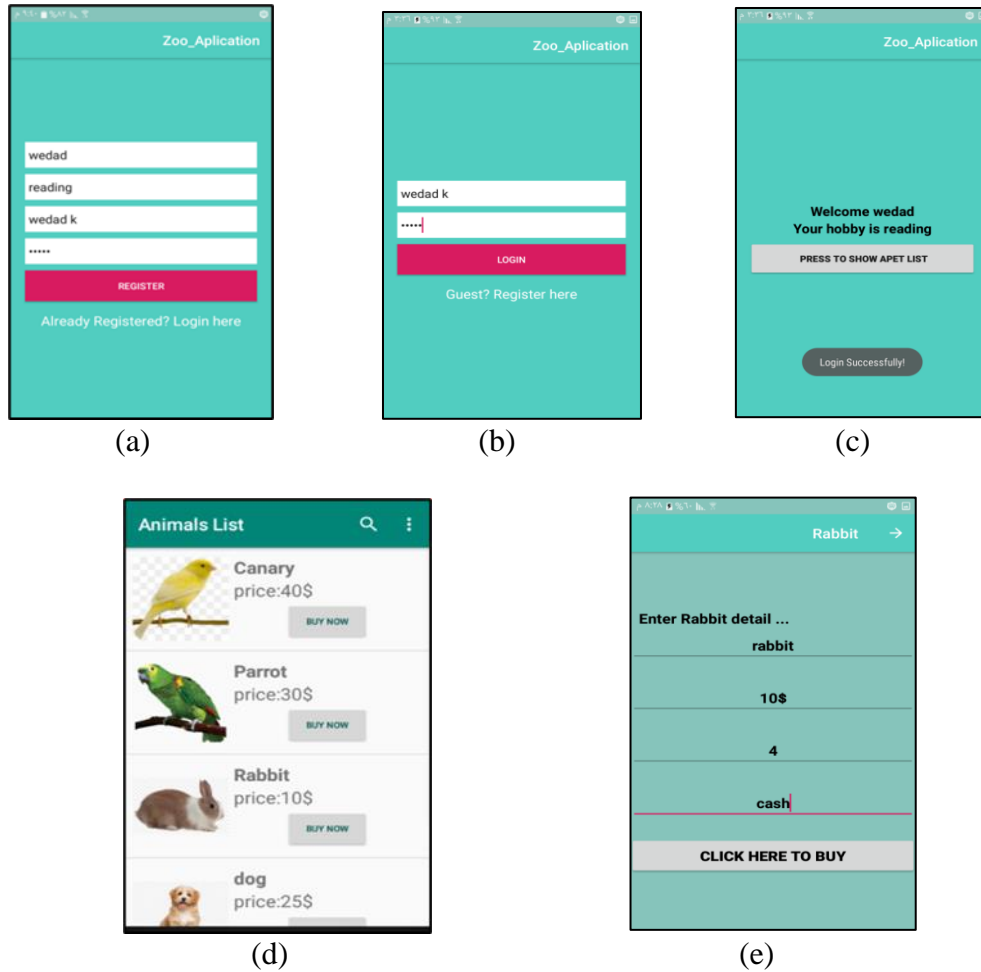 Zoo_Aplication
wedad
reading
wedad k
•••••
REGISTER
Already Registered? Login here
(a)
Zoo_Aplication
wedad k
•••••
LOGIN
Guest? Register here
(b)
Zoo_Aplication
Welcome wedad
Your hobby is reading
PRESS TO SHOW APET LIST
Login Successfully!
(c)
Animals List
Canary
price:40$
BUY NOW
Parrot
price:30$
BUY NOW
Rabbit
price:10$
BUY NOW
dog
price:25$
(d)
Rabbit
Enter Rabbit detail ...
rabbit
10$
4
cash
CLICK HERE TO BUY
(e)